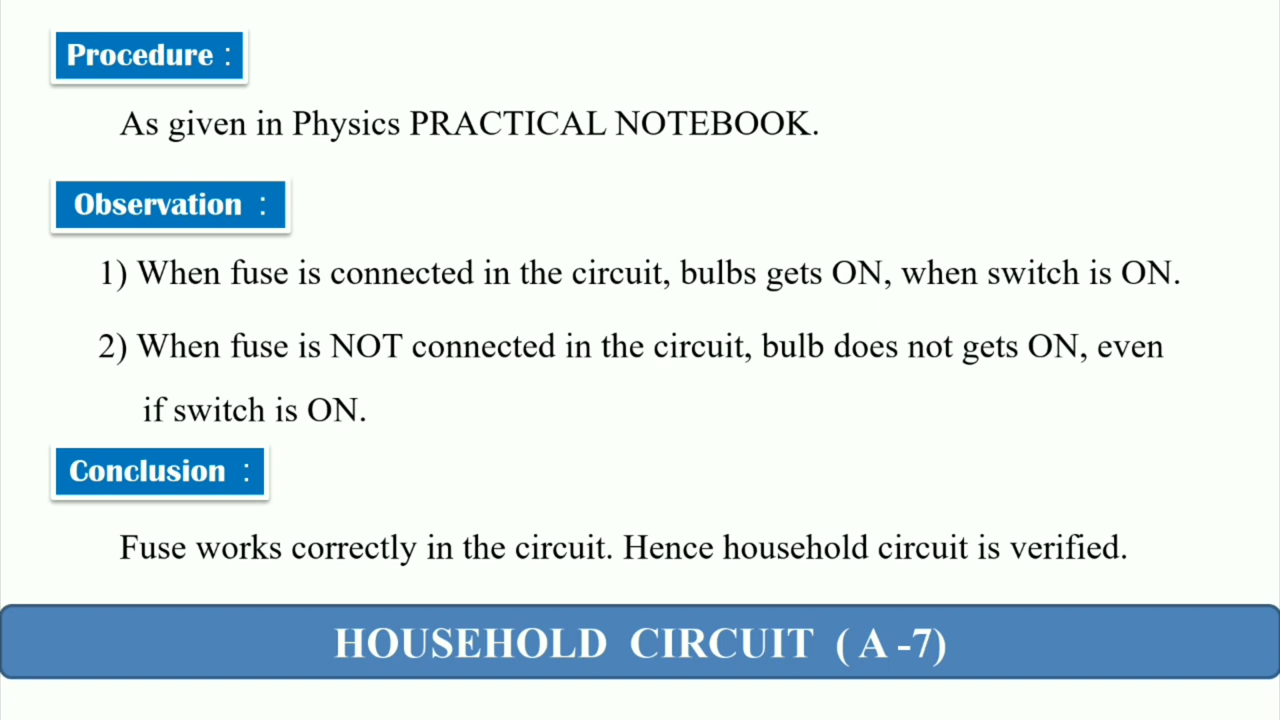 Procedure :
As given in Physics PRACTICAL NOTEBOOK.
Observation :
1) When fuse is connected in the circuit, bulbs gets ON, when switch is ON.
2) When fuse is NOT connected in the circuit, bulb does not gets ON, even
if switch is ON.
Conclusion :
Fuse works correctly in the circuit. Hence household circuit is verified.
HOUSEHOLD CIRCUIT ( A -7)